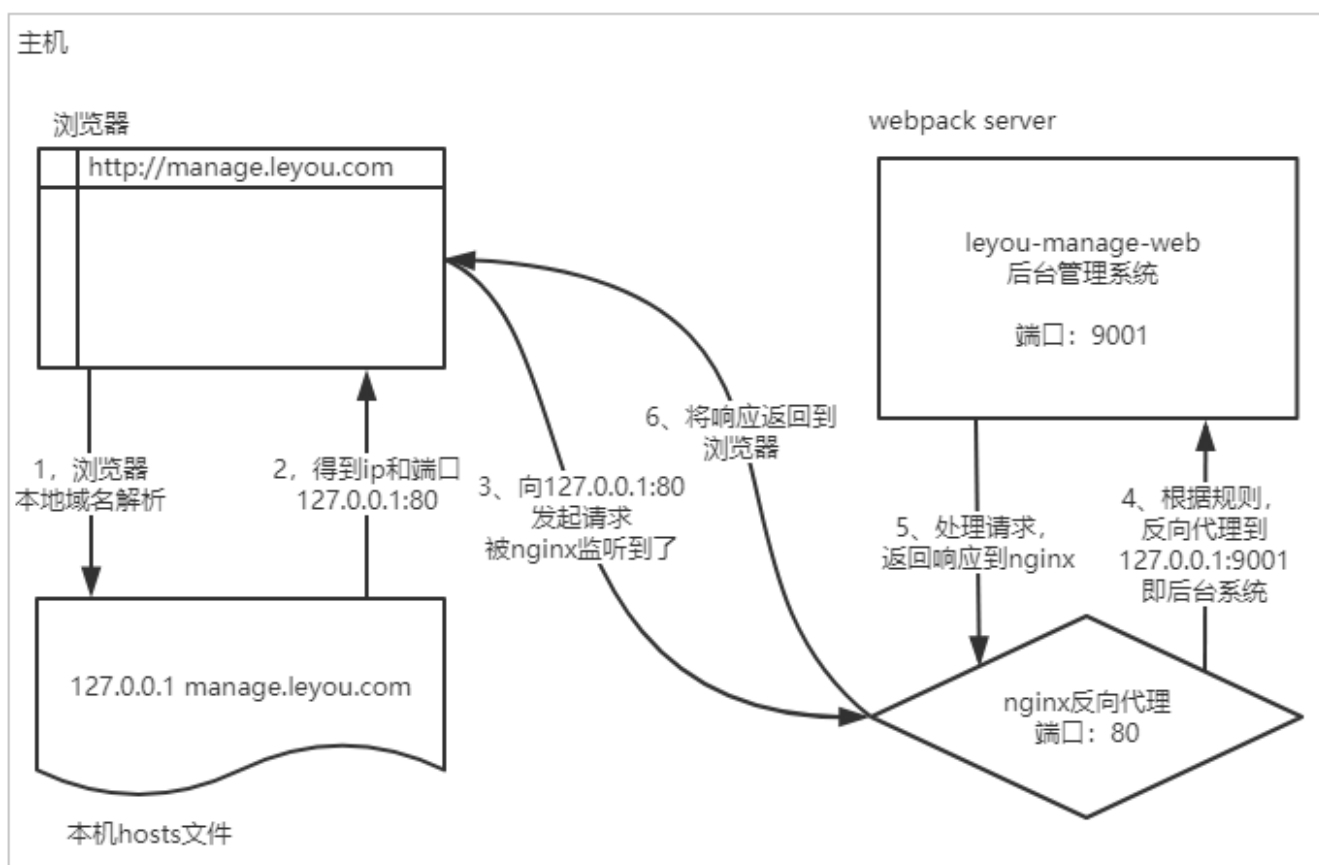 主机
浏览器
http://manage.leyou.com
webpack server
leyou-manage-web
后台管理系统
端口：9001
1，浏览器
本地域名解析
2，得到ip和端口
127.0.0.1:80
3、向127.0.0.1:80
发起请求
被nginx监听到了
6、将响应返回到
浏览器
5、处理请求，
返回响应到nginx
4、根据规则，
反向代理到
127.0.0.1:9001
即后台系统
127.0.0.1 manage.leyou.com
nginx反向代理
端口：80
本机hosts文件